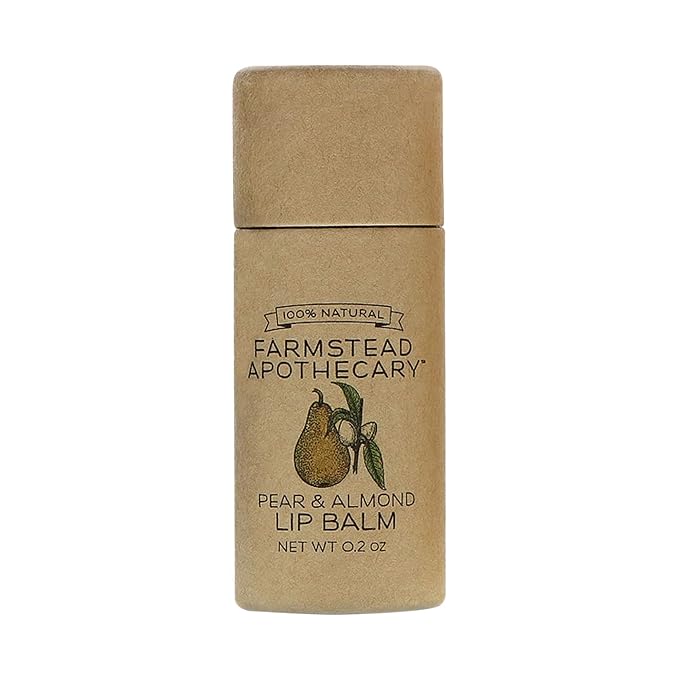 100% NATURAL
FARMSTEAD
APOTHECARY™
PEAR & ALMOND
LIP BALM
NET WT 0.2 OZ